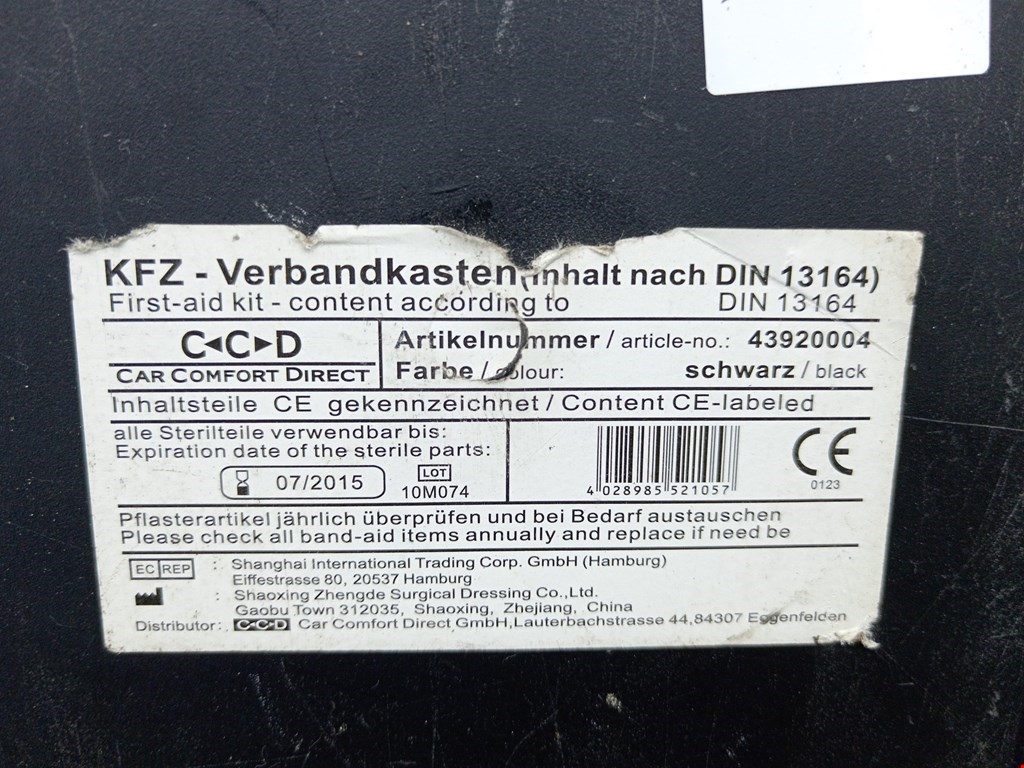 KFZ - Verbandkasten (Inhalt nach DIN 13164)
First-aid kit - content according to DIN 13164
C◄C►D
CAR COMFORT DIRECT
Artikelnummer / article-no.: 43920004
Farbe / colour: schwarz / black
Inhaltsteile CE gekennzeichnet / Content CE-labeled
alle Sterilteile verwendbar bis:
Expiration date of the sterile parts:
07/2015
LOT
10M074
4 028985 521057
CE
0123
Pflasterartikel jährlich überprüfen und bei Bedarf austauschen
Please check all band-aid items annually and replace if need be
EC REP : Shanghai International Trading Corp. GmbH (Hamburg)
Eiffestrasse 80, 20537 Hamburg
: Shaoxing Zhengde Surgical Dressing Co.,Ltd.
Gaobu Town 312035, Shaoxing, Zhejiang, China
Distributor: C◄C►D Car Comfort Direct GmbH,Lauterbachstrasse 44,84307 Eggenfelden